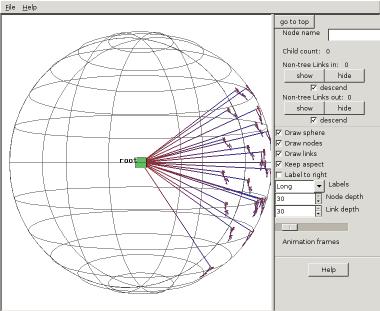 File Help
go to top
Node name
Child count: 0
Non-tree Links in: 0
show hide
descend
Non-tree Links out: 0
show hide
descend
Draw sphere
Draw nodes
Draw links
Keep aspect
Label to right
Long Labels
30 Node depth
30 Link depth
Animation frames
Help
root